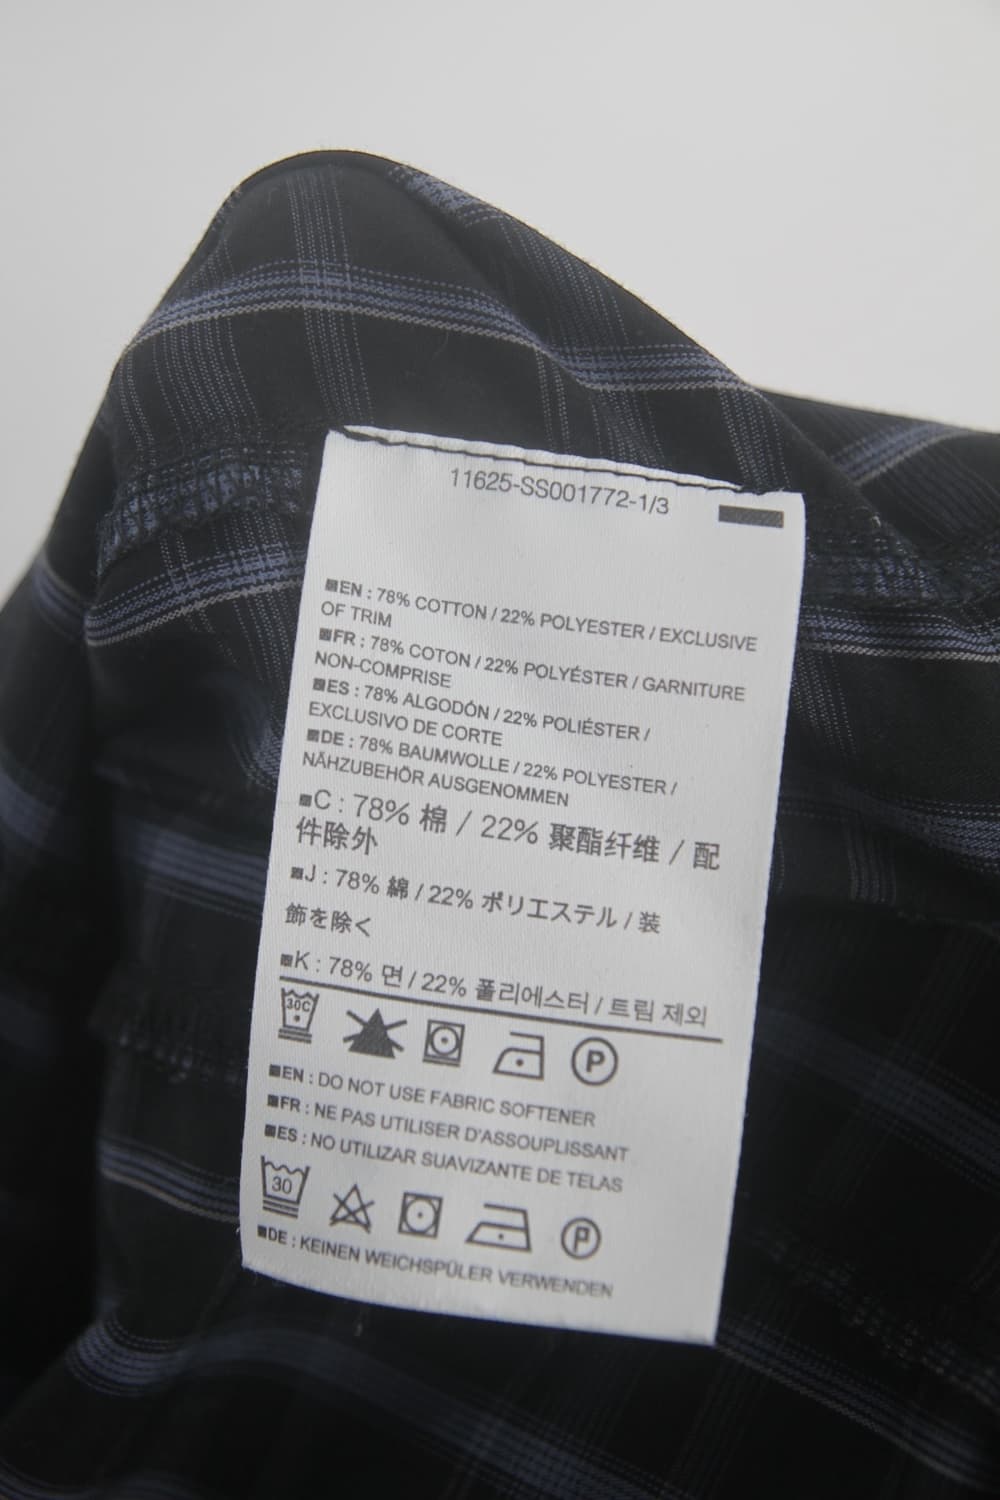 11625-SS001772-1/3
EN : 78% COTTON / 22% POLYESTER / EXCLUSIVE
OF TRIM
FR : 78% COTON / 22% POLYÉSTER / GARNITURE
NON-COMPRISE
ES : 78% ALGODÓN / 22% POLIÉSTER /
EXCLUSIVO DE CORTE
DE : 78% BAUMWOLLE / 22% POLYESTER /
NÄHZUBEHÖR AUSGENOMMEN
C : 78% 棉 / 22% 聚酯纤维 / 配
件除外
J : 78% 綿 / 22% ポリエステル / 装
飾を除く
K : 78% 면 / 22% 폴리에스터 / 트림 제외
30C P
EN : DO NOT USE FABRIC SOFTENER
FR : NE PAS UTILISER D'ASSOUPLISSANT
ES : NO UTILIZAR SUAVIZANTE DE TELAS
30 P
DE : KEINEN WEICHSPÜLER VERWENDEN